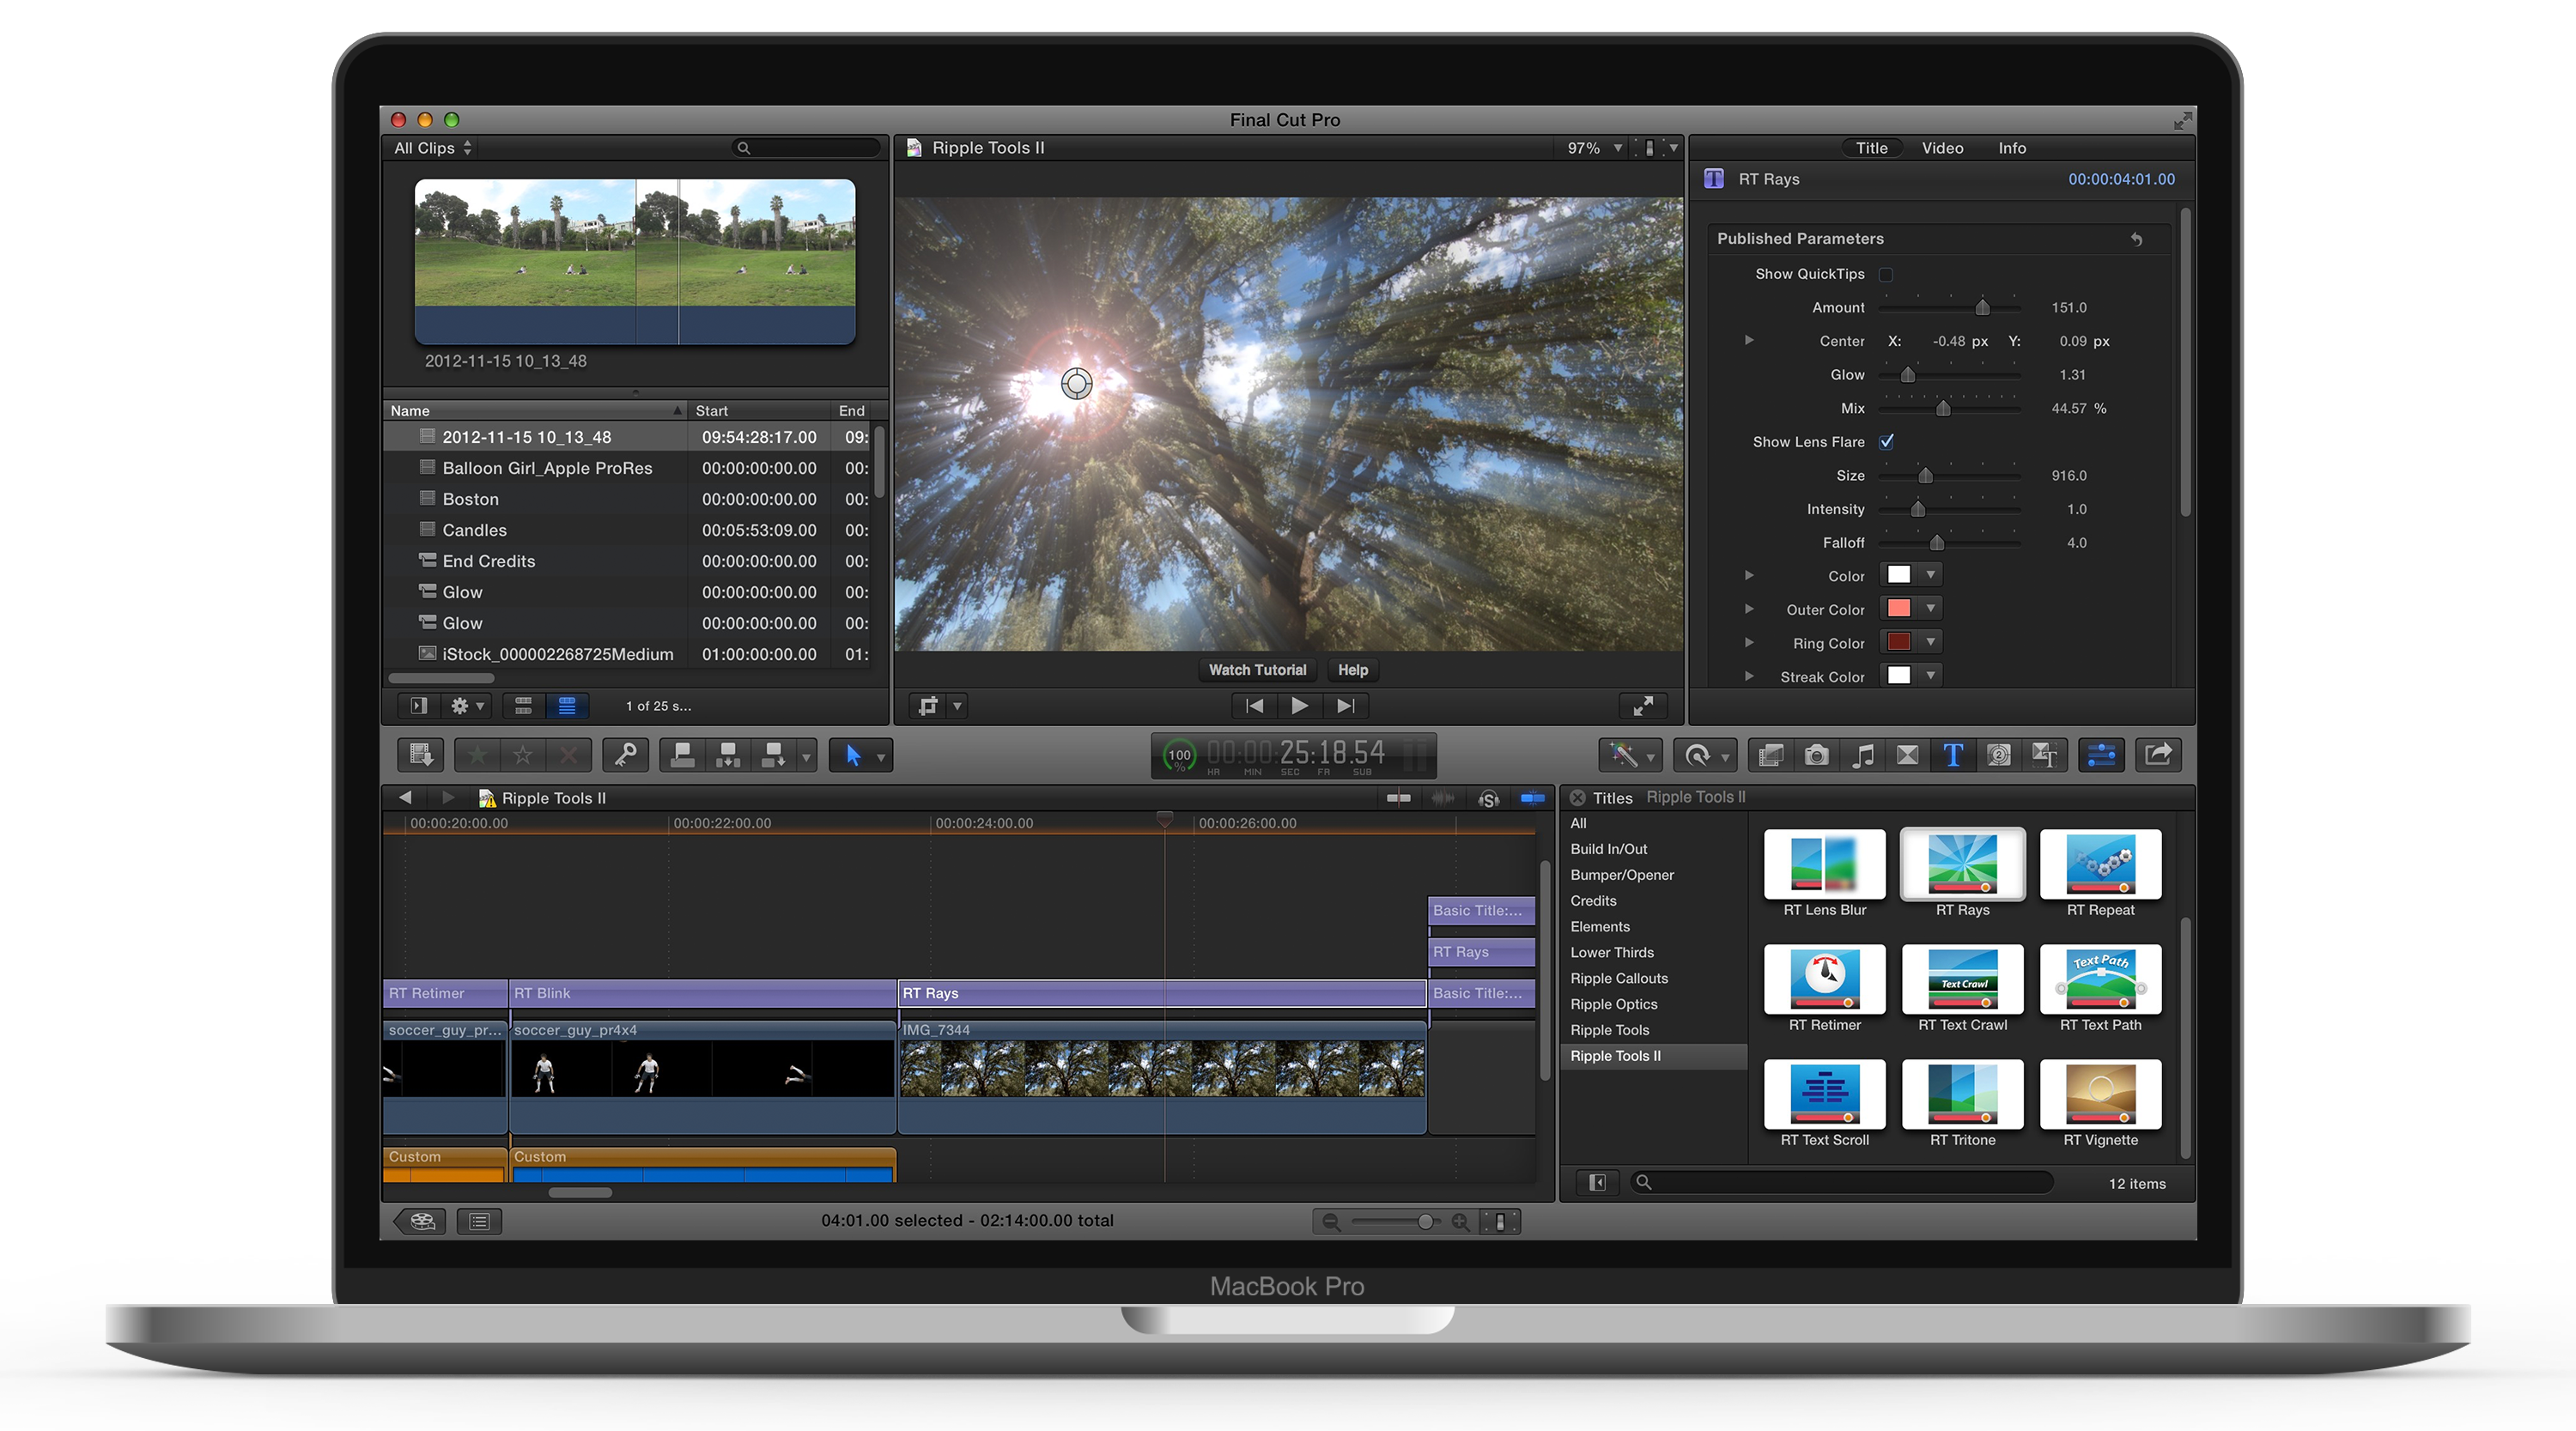 Final Cut Pro
All Clips
2012-11-15 10_13_48
Name Start End
2012-11-15 10_13_48 09:54:28:17.00 09:
Balloon Girl_Apple ProRes 00:00:00:00.00 00:
Boston 00:00:00:00.00 00:
Candles 00:05:53:09.00 00:
End Credits 00:00:00:00.00 00:
Glow 00:00:00:00.00 00:
Glow 00:00:00:00.00 00:
iStock_000002268725Medium 01:00:00:00.00 01:
1 of 25 s...
Ripple Tools II 97%
Watch Tutorial Help
Title Video Info
RT Rays 00:00:04:01.00
Published Parameters
Show QuickTips
Amount 151.0
Center X: -0.48 px Y: 0.09 px
Glow 1.31
Mix 44.57 %
Show Lens Flare
Size 916.0
Intensity 1.0
Falloff 4.0
Color
Outer Color
Ring Color
Streak Color
100 % 00:00:25:18.54
HR MIN SEC FR SUB
T
Ripple Tools II
00:00:20:00.00 00:00:22:00.00 00:00:24:00.00 00:00:26:00.00
Basic Title:...
RT Rays
RT Retimer RT Blink RT Rays Basic Title:...
soccer_guy_pr... soccer_guy_pr4x4 IMG_7344
Custom Custom
Titles Ripple Tools II
All
Build In/Out
Bumper/Opener
Credits
Elements
Lower Thirds
Ripple Callouts
Ripple Optics
Ripple Tools
Ripple Tools II
RT Lens Blur RT Rays RT Repeat
Text Crawl Text Path
RT Retimer RT Text Crawl RT Text Path
RT Text Scroll RT Tritone RT Vignette
12 items
04:01.00 selected - 02:14:00.00 total
MacBook Pro